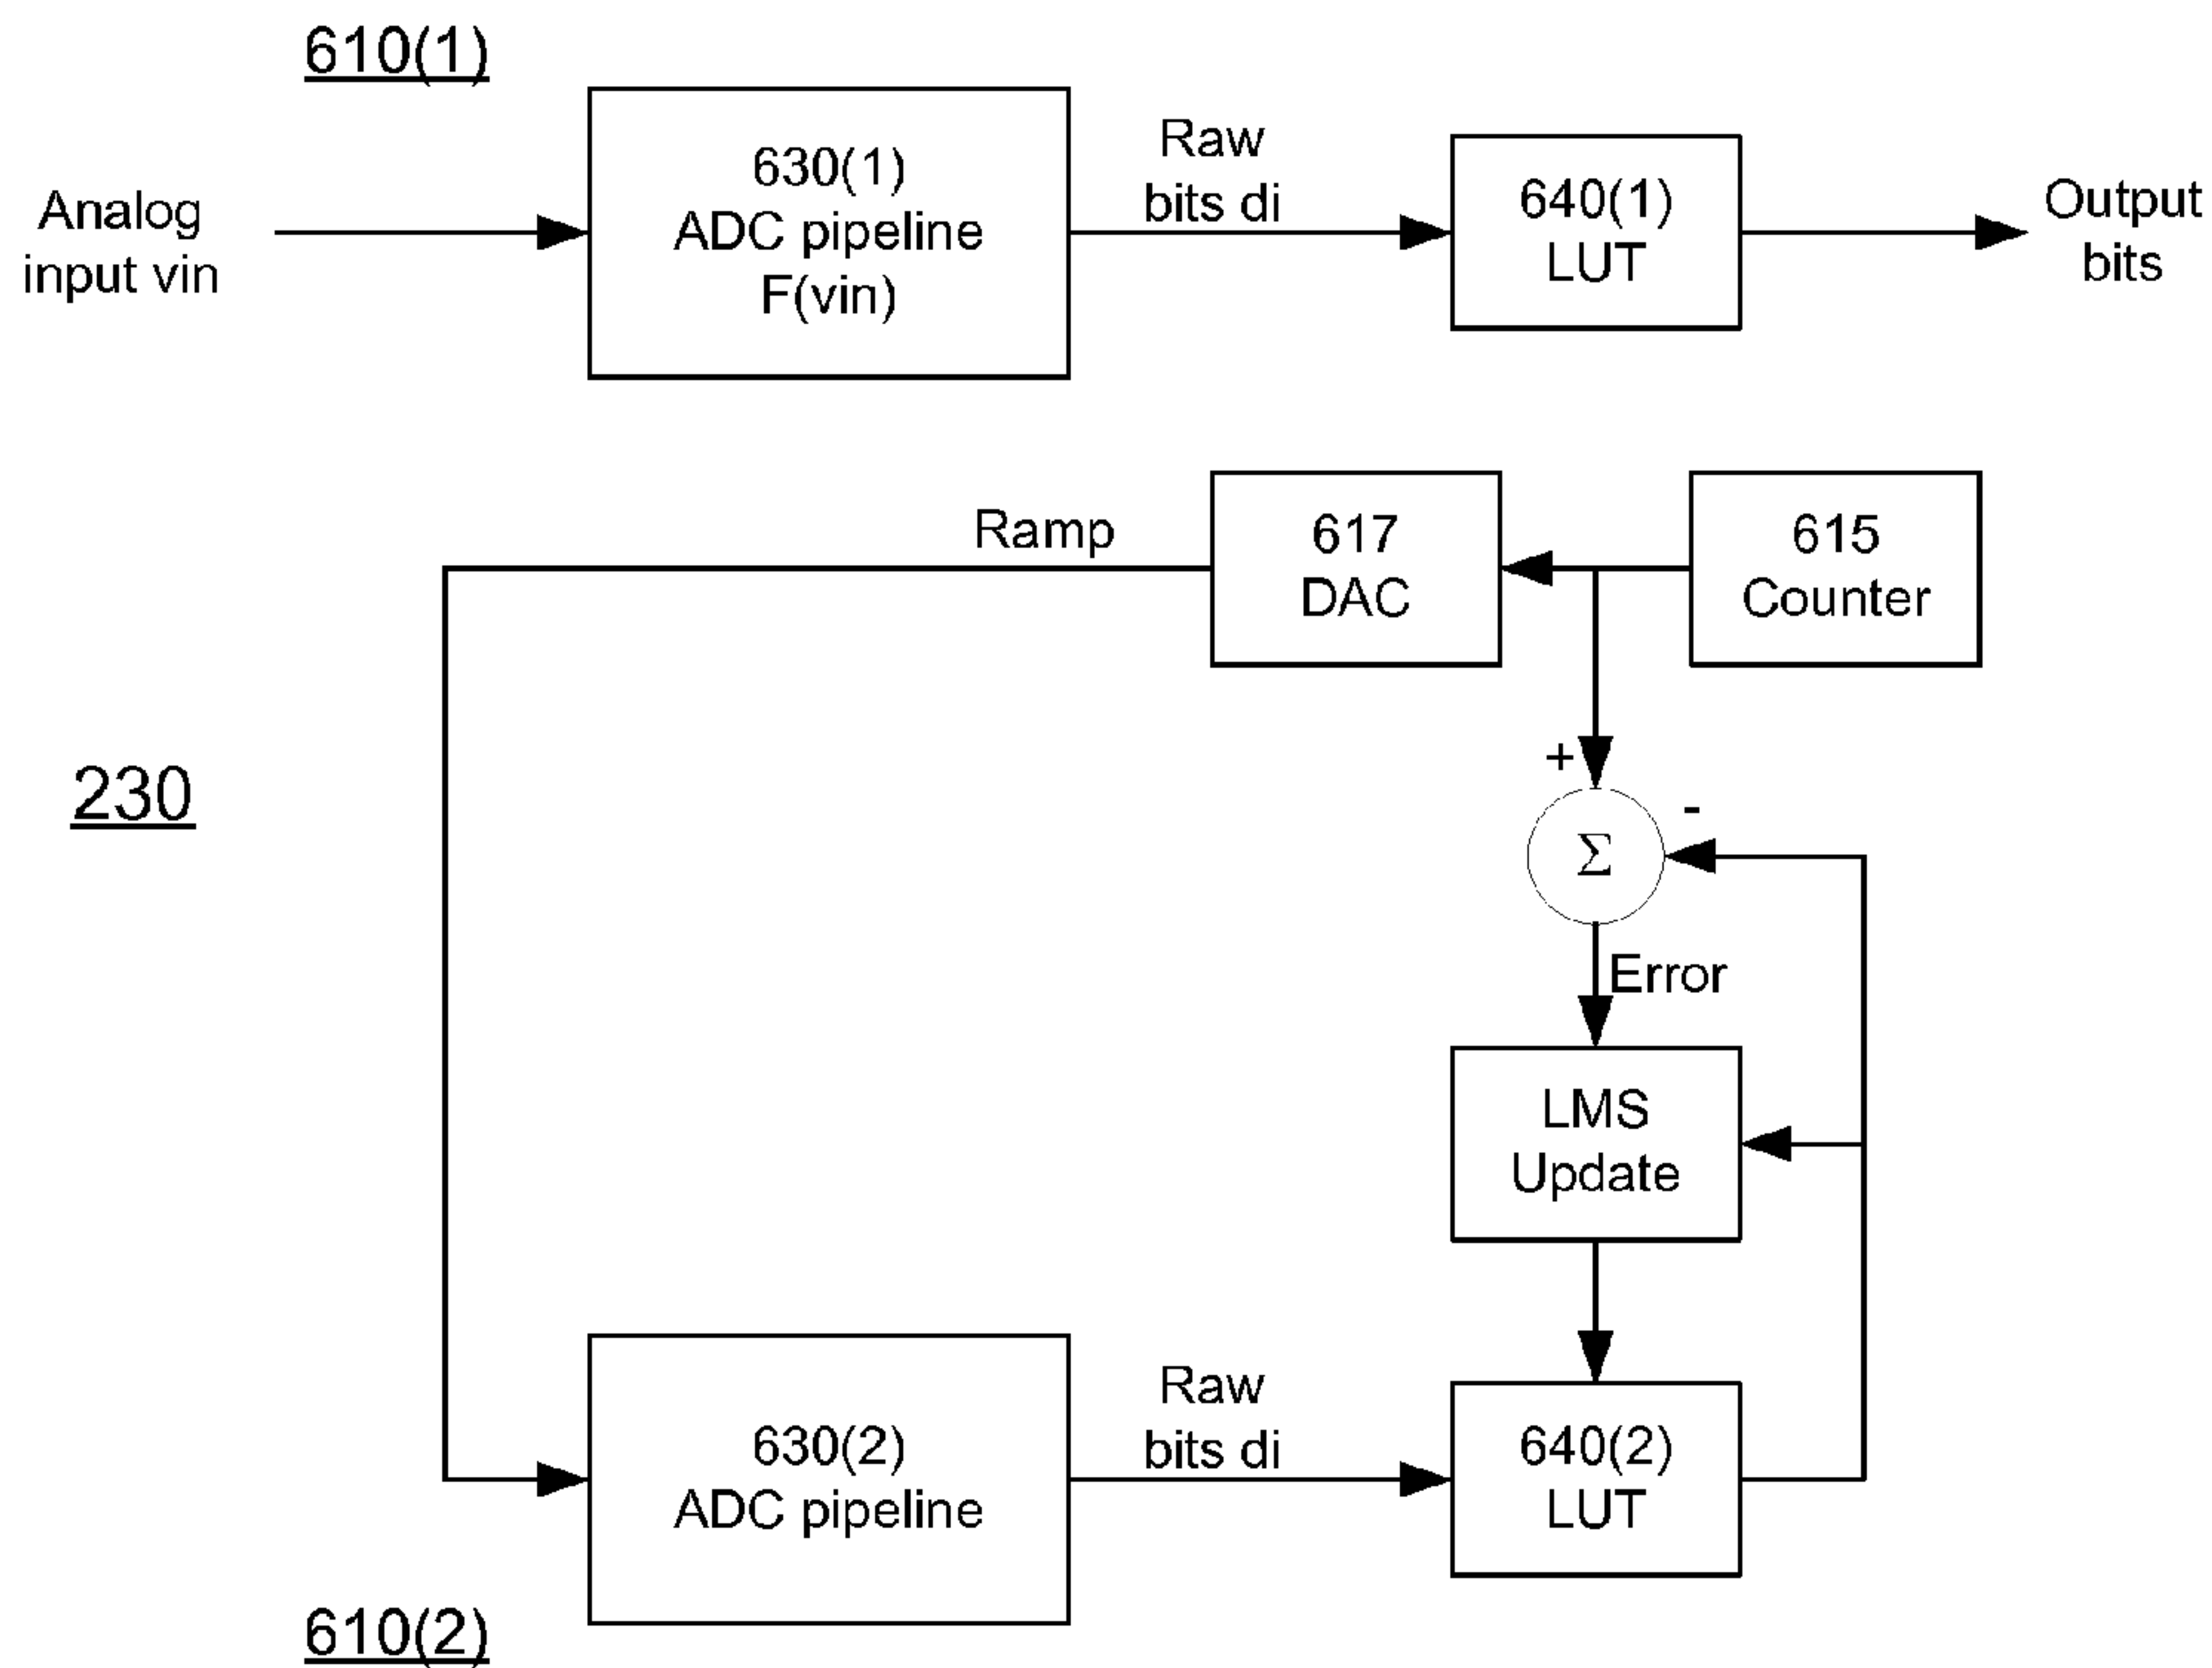 610(1)
Analog
input vin
630(1)
ADC pipeline
F(vin)
Raw
bits di
640(1)
LUT
Output
bits
Ramp
617
DAC
615
Counter
230
+
-
Σ
Error
LMS
Update
630(2)
ADC pipeline
Raw
bits di
640(2)
LUT
610(2)